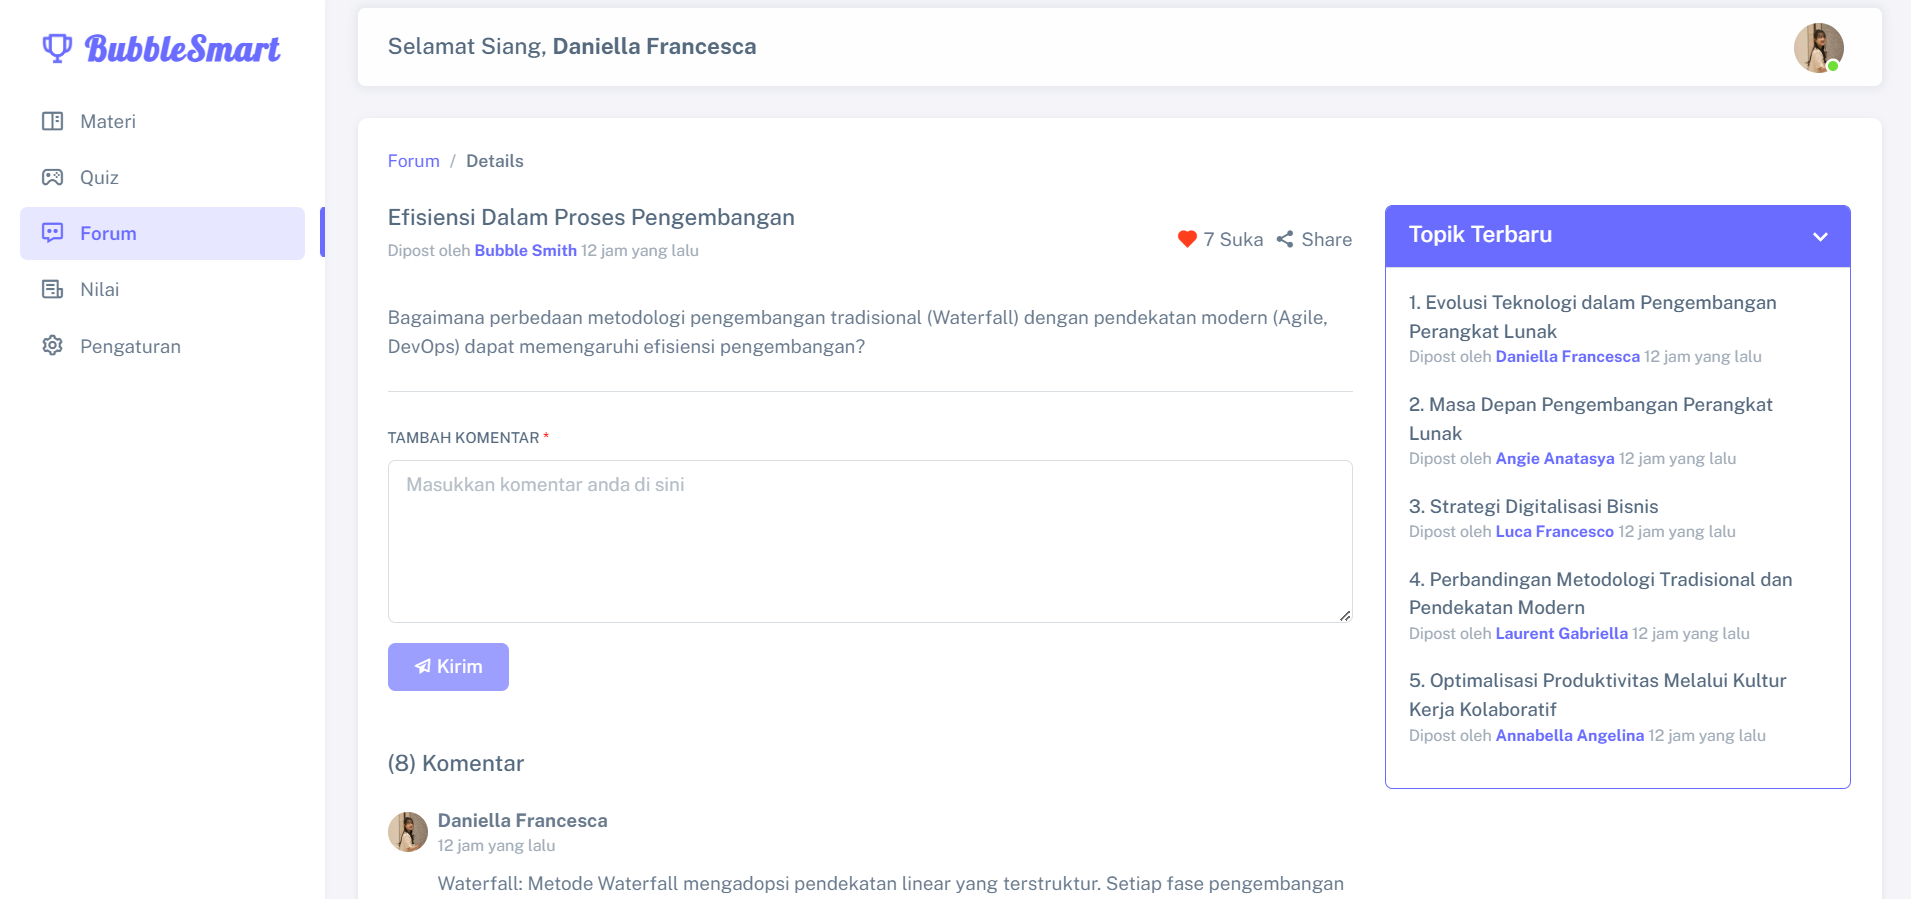 BubbleSmart
Materi
Quiz
Forum
Nilai
Pengaturan
Selamat Siang, Daniella Francesca
Forum / Details
Efisiensi Dalam Proses Pengembangan
Dipost oleh Bubble Smith 12 jam yang lalu
7 Suka Share
Bagaimana perbedaan metodologi pengembangan tradisional (Waterfall) dengan pendekatan modern (Agile,
DevOps) dapat memengaruhi efisiensi pengembangan?
TAMBAH KOMENTAR *
Masukkan komentar anda di sini
Kirim
(8) Komentar
Daniella Francesca
12 jam yang lalu
Waterfall: Metode Waterfall mengadopsi pendekatan linear yang terstruktur. Setiap fase pengembangan
Topik Terbaru
1. Evolusi Teknologi dalam Pengembangan
Perangkat Lunak
Dipost oleh Daniella Francesca 12 jam yang lalu
2. Masa Depan Pengembangan Perangkat
Lunak
Dipost oleh Angie Anatasya 12 jam yang lalu
3. Strategi Digitalisasi Bisnis
Dipost oleh Luca Francesco 12 jam yang lalu
4. Perbandingan Metodologi Tradisional dan
Pendekatan Modern
Dipost oleh Laurent Gabriella 12 jam yang lalu
5. Optimalisasi Produktivitas Melalui Kultur
Kerja Kolaboratif
Dipost oleh Annabella Angelina 12 jam yang lalu